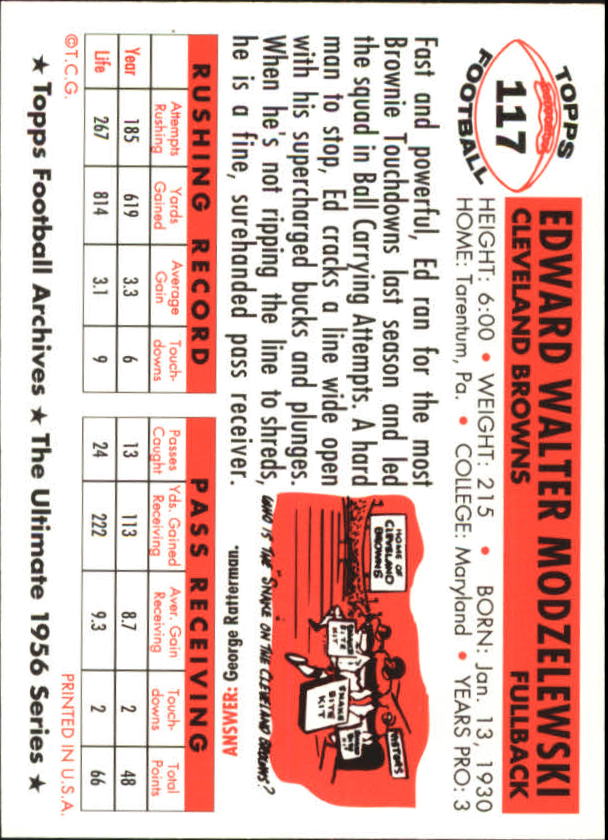 TOPPS
117
FOOTBALL
EDWARD WALTER MODZELEWSKI
CLEVELAND BROWNS FULLBACK
HEIGHT: 6:00 • WEIGHT: 215 • BORN: Jan. 13, 1930
HOME: Tarentum, Pa. • COLLEGE: Maryland • YEARS PRO: 3
Fast and powerful, Ed ran for the most
Brownie Touchdowns last season and led
the squad in Ball Carrying Attempts. A hard
man to stop, Ed cracks a line wide open
with his supercharged bucks and plunges.
When he's not ripping the line to shreds,
he is a fine, surehanded pass receiver.
HOME OF
CLEVELAND
BROWNS
VISITORS
SNAKE
BITE
KIT
SNAKE
BITE
KIT
WHO IS THE "SNAKE" ON THE CLEVELAND BROWNS?
ANSWER: George Ratterman.
RUSHING RECORD
Attempts Rushing Yards Gained Average Gain Touch-downs
Year 185 619 3.3 6
Life 267 814 3.1 9
PASS RECEIVING
Passes Caught Yds. Gained Receiving Aver. Gain Receiving Touch-downs Total Points
13 113 8.7 2 48
24 222 9.3 2 66
©T.C.G. PRINTED IN U.S.A.
★ Topps Football Archives ★ The Ultimate 1956 Series ★